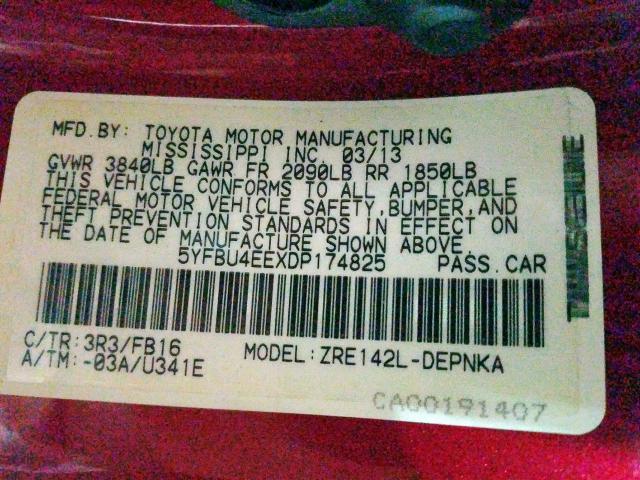 MFD.BY: TOYOTA MOTOR MANUFACTURING
MISSISSIPPI INC. 03/13
GVWR 3840LB GAWR FR 2090LB RR 1850LB
THIS VEHICLE CONFORMS TO ALL APPLICABLE
FEDERAL MOTOR VEHICLE SAFETY,BUMPER,AND
THEFT PREVENTION STANDARDS IN EFFECT ON
THE DATE OF MANUFACTURE SHOWN ABOVE.
5YFBU4EEXDP174825 PASS.CAR
C/TR:3R3/FB16
A/TM:-03A/U341E
MODEL:ZRE142L-DEPNKA
CA00191407